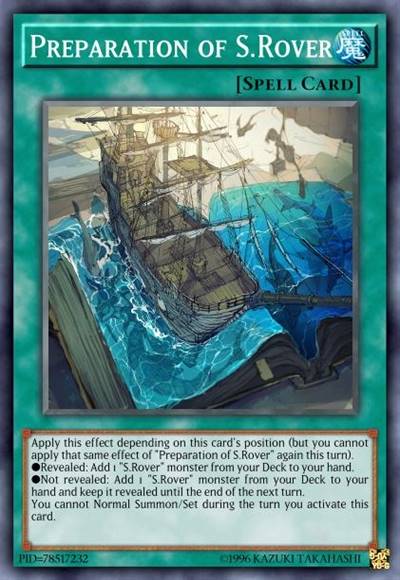 PREPARATION OF S.ROVER
SPELL
魔
[SPELL CARD]
Apply this effect depending on this card's position (but you cannot
apply that same effect of "Preparation of S.Rover" again this turn).
●Revealed: Add 1 "S.Rover" monster from your Deck to your hand.
●Not revealed: Add 1 "S.Rover" monster from your Deck to your
hand and keep it revealed until the end of the next turn.
You cannot Normal Summon/Set during the turn you activate this
card.
PID=78517232
©1996 KAZUKI TAKAHASHI